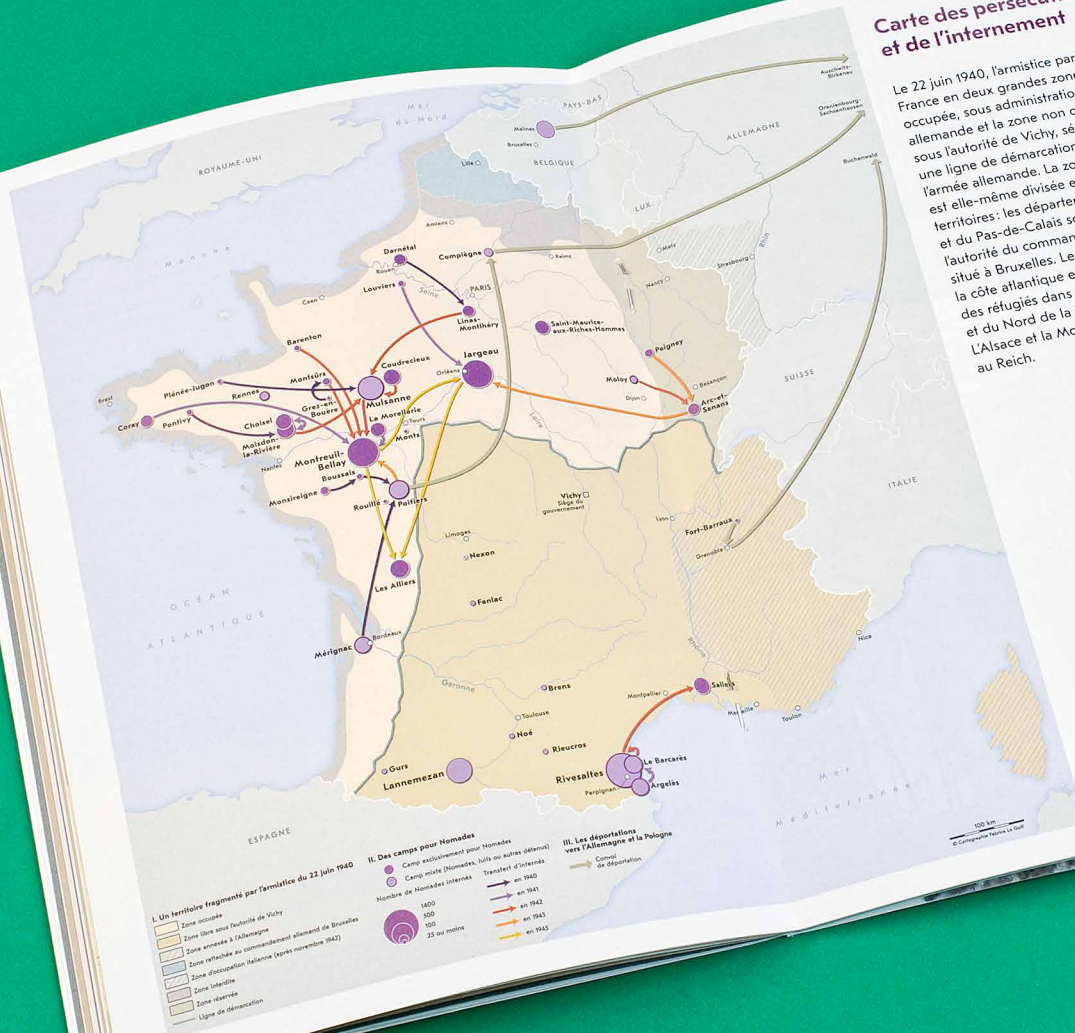 Carte des
et de l'internement
Le 22 juin 1940, l'armistice par
France en deux grandes
occupée, sous
allemande et la zone non
sous l'autorité de Vichy,
une ligne de démarcation
l'armée allemande. La
est elle-même divisée
territoires : les
et du Pas-de-Calais
l'autorité du
situé à Bruxelles.
la côte atlantique
des réfugiés dans
et du Nord de la
L'Alsace et la
au Reich.
ROYAUME-UNI
Mer
du Nord
PAYS-BAS
Malines
Bruxelles
BELGIQUE
ALLEMAGNE
Auschwitz-
Birkenau
Oranienbourg-
Sachsenhausen
Buchenwald
Lille
LUX.
Manche
Amiens
Darnétal
Rouen
Compiègne
Reims
Metz
Strasbourg
Rhin
Nancy
Louviers
Seine
PARIS
Caen
Linas-
Montlhéry
Saint-Maurice-
aux-Riches-Hommes
Barenton
Coudrecieux
Jargeau
Orléans
Peigney
Plénée-Jugon
Montsûrs
Mulsanne
Moloy
Besançon
Dijon
Arc-et-
Senans
SUISSE
Brest
Rennes
Grez-en-
Bouère
La Morellerie
Tours
Coray
Pontivy
Choisel
Monts
Loire
Moisdon-
la-Rivière
Nantes
Montreuil-
Bellay
Boussais
Monsireigne
Rouillé
Poitiers
Vichy
Siège du
gouvernement
ITALIE
Limoges
Lyon
Fort-Barraux
Nexon
Grenoble
Les Alliers
Fanlac
OCÉAN
ATLANTIQUE
Mérignac
Bordeaux
Nice
Rhône
Garonne
Brens
Montpellier
Saliers
Toulouse
Toulon
Noé
Rieucros
Gurs
Lannemezan
Rivesaltes
Le Barcarès
Perpignan
Argelès
Mer
Méditerranée
ESPAGNE
100 km
© Cartographie Fabrice Le Goff
I. Un territoire fragmenté par l'armistice du 22 juin 1940
Zone occupée
Zone libre sous l'autorité de Vichy
Zone annexée à l'Allemagne
Zone rattachée au commandement allemand de Bruxelles
Zone d'occupation italienne (après novembre 1942)
Zone interdite
Zone réservée
Ligne de démarcation
II. Des camps pour Nomades
Camp exclusivement pour Nomades
Camp mixte (Nomades, Juifs ou autres détenus)
Nombre de Nomades internés
1400
500
100
25 ou moins
Transfert d'internés
en 1940
en 1941
en 1942
en 1943
en 1945
III. Les déportations
vers l'Allemagne et la Pologne
Convoi
de déportation